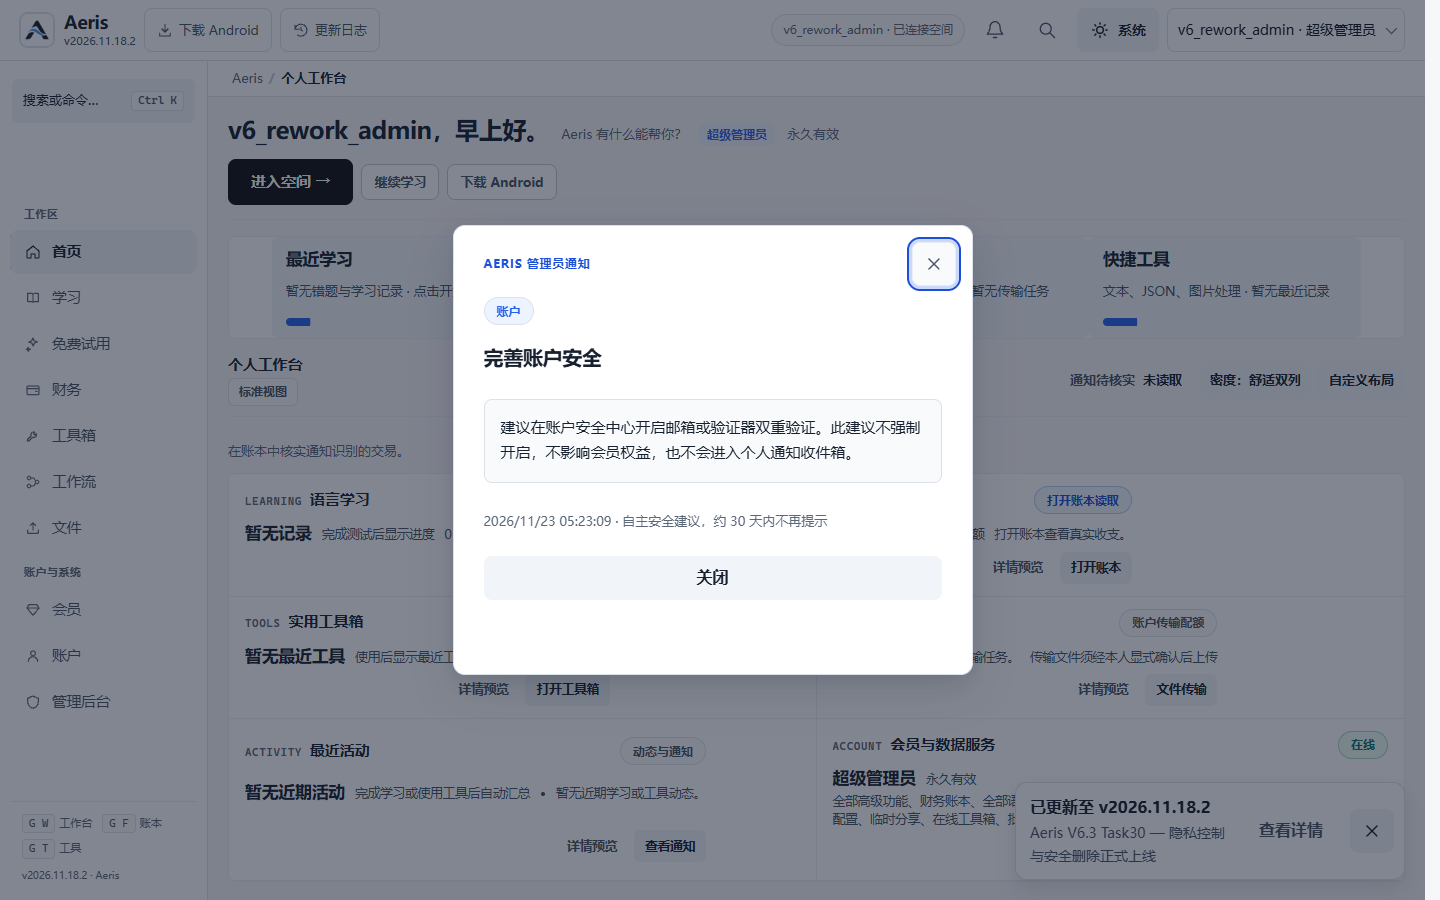 Aeris
v2026.11.18.2
下载 Android
更新日志
v6_rework_admin · 已连接空间
系统
v6_rework_admin · 超级管理员
搜索或命令...
Ctrl K
Aeris / 个人工作台
v6_rework_admin，早上好。
Aeris 有什么能帮你？
超级管理员
永久有效
进入空间 →
继续学习
下载 Android
工作区
首页
学习
免费试用
财务
工具箱
工作流
文件
账户与系统
会员
账户
管理后台
G W 工作台 G F 账本
G T 工具
v2026.11.18.2 · Aeris
最近学习
暂无错题与学习记录 · 点击开
暂无传输任务
快捷工具
文本、JSON、图片处理 · 暂无最近记录
个人工作台
标准视图
通知待核实 未读取
密度：舒适双列
自定义布局
在账本中核实通知识别的交易。
LEARNING 语言学习
暂无记录 完成测试后显示进度 0
打开账本读取
额 打开账本查看真实收支。
详情预览
打开账本
TOOLS 实用工具箱
暂无最近工具 使用后显示最近工
详情预览
打开工具箱
账户传输配额
输任务。 传输文件须经本人显式确认后上传
详情预览
文件传输
ACTIVITY 最近活动
动态与通知
暂无近期活动 完成学习或使用工具后自动汇总 • 暂无近期学习或工具动态。
详情预览
查看通知
ACCOUNT 会员与数据服务
在线
超级管理员 永久有效
全部高级功能、财务账本、全部语
配置、临时分享、在线工具箱、批
AERIS 管理员通知
账户
完善账户安全
建议在账户安全中心开启邮箱或验证器双重验证。此建议不强制
开启，不影响会员权益，也不会进入个人通知收件箱。
2026/11/23 05:23:09 · 自主安全建议，约 30 天内不再提示
关闭
已更新至 v2026.11.18.2
Aeris V6.3 Task30 — 隐私控制
与安全删除正式上线
查看详情